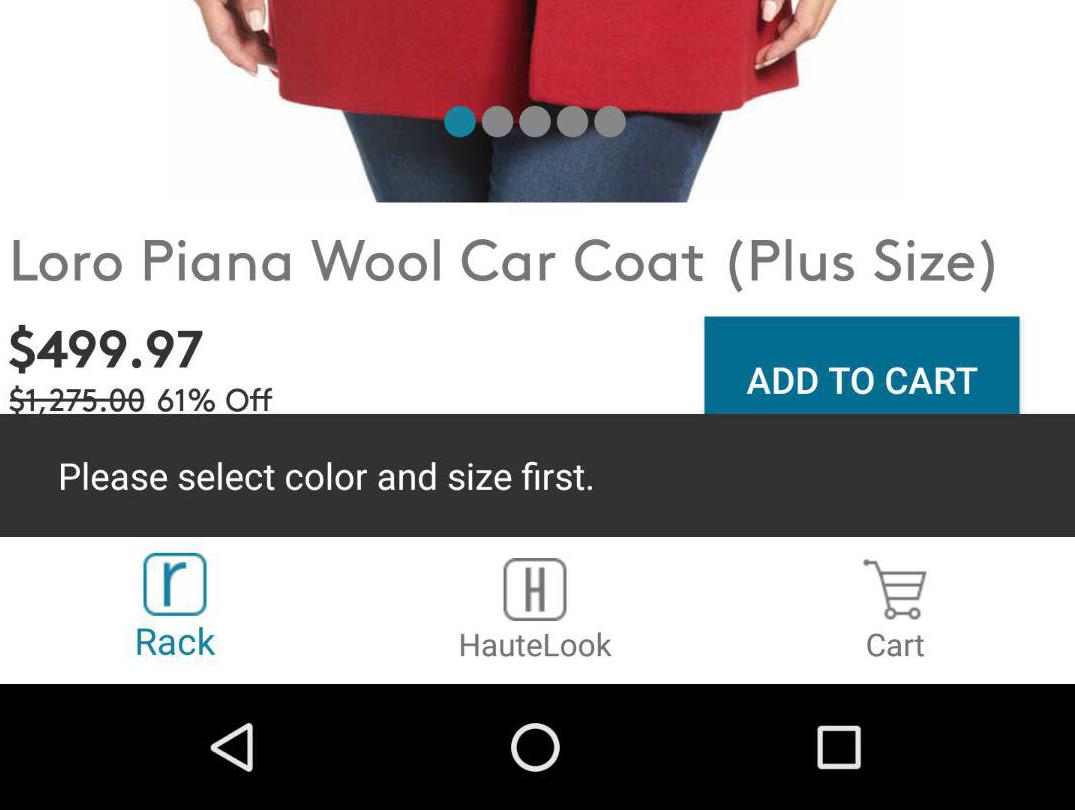 Loro Piana Wool Car Coat (Plus Size)
$499.97
$1,275.00 61% Off
ADD TO CART
Please select color and size first.
r
Rack
H
HauteLook
Cart